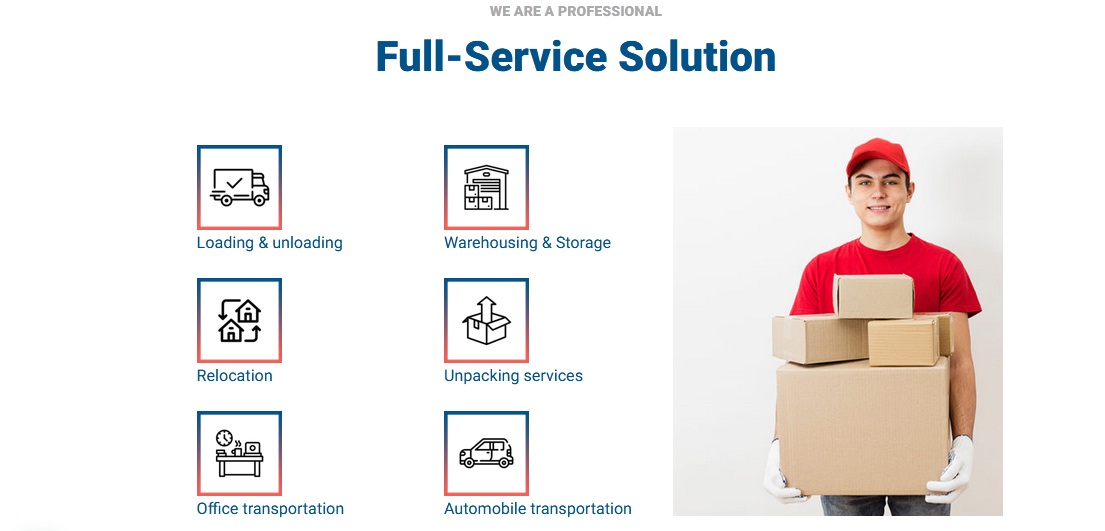 WE ARE A PROFESSIONAL
Full-Service Solution
Loading & unloading
Warehousing & Storage
Relocation
Unpacking services
Office transportation
Automobile transportation